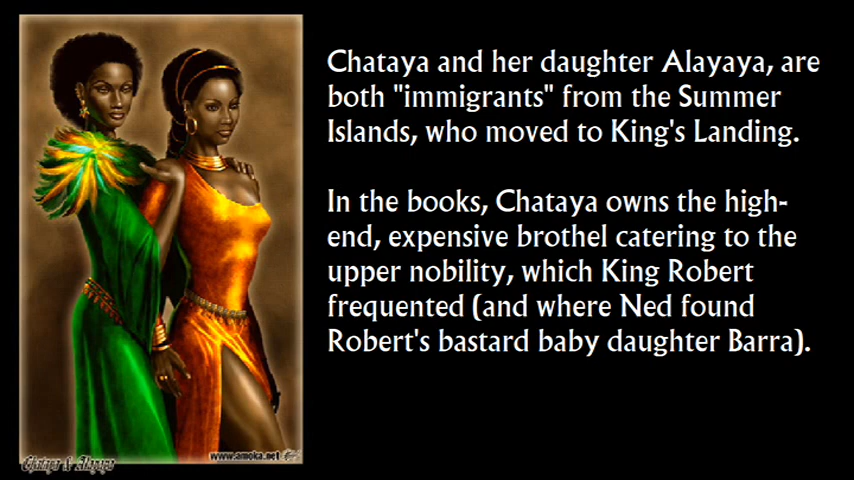 Chataya and her daughter Alayaya, are
both "immigrants" from the Summer
Islands, who moved to King's Landing.
In the books, Chataya owns the high-
end, expensive brothel catering to the
upper nobility, which King Robert
frequented (and where Ned found
Robert's bastard baby daughter Barra).
Chataya & Alayaya
www.amoka.net